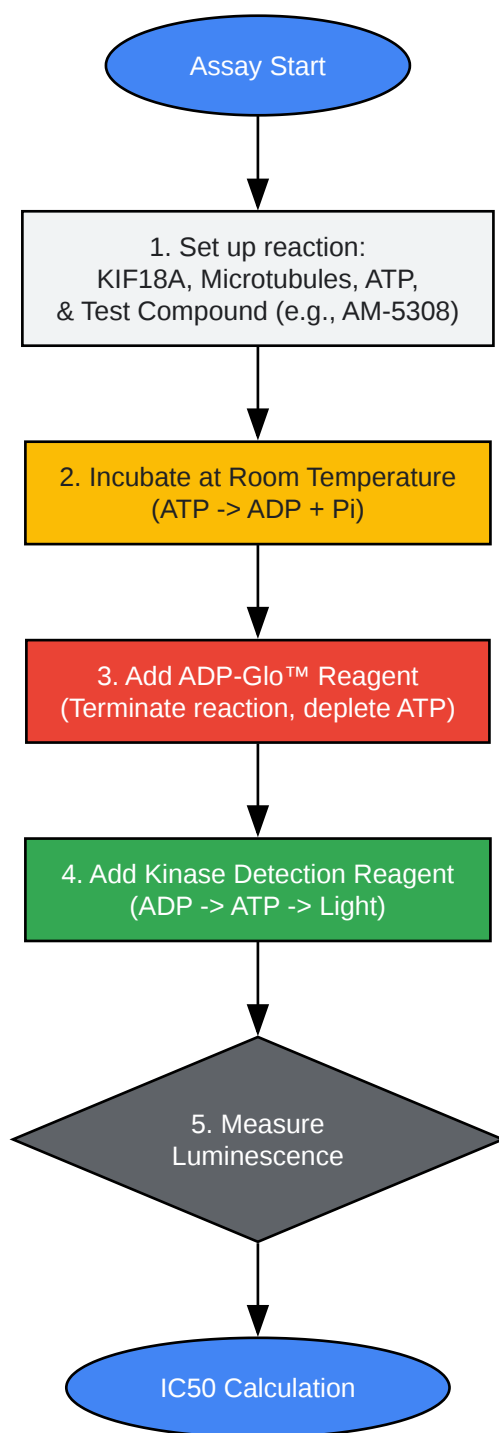 Assay Start
1. Set up reaction:
KIF18A, Microtubules, ATP,
& Test Compound (e.g., AM-5308)
2. Incubate at Room Temperature
(ATP -> ADP + Pi)
3. Add ADP-Glo™ Reagent
(Terminate reaction, deplete ATP)
4. Add Kinase Detection Reagent
(ADP -> ATP -> Light)
5. Measure
Luminescence
IC50 Calculation